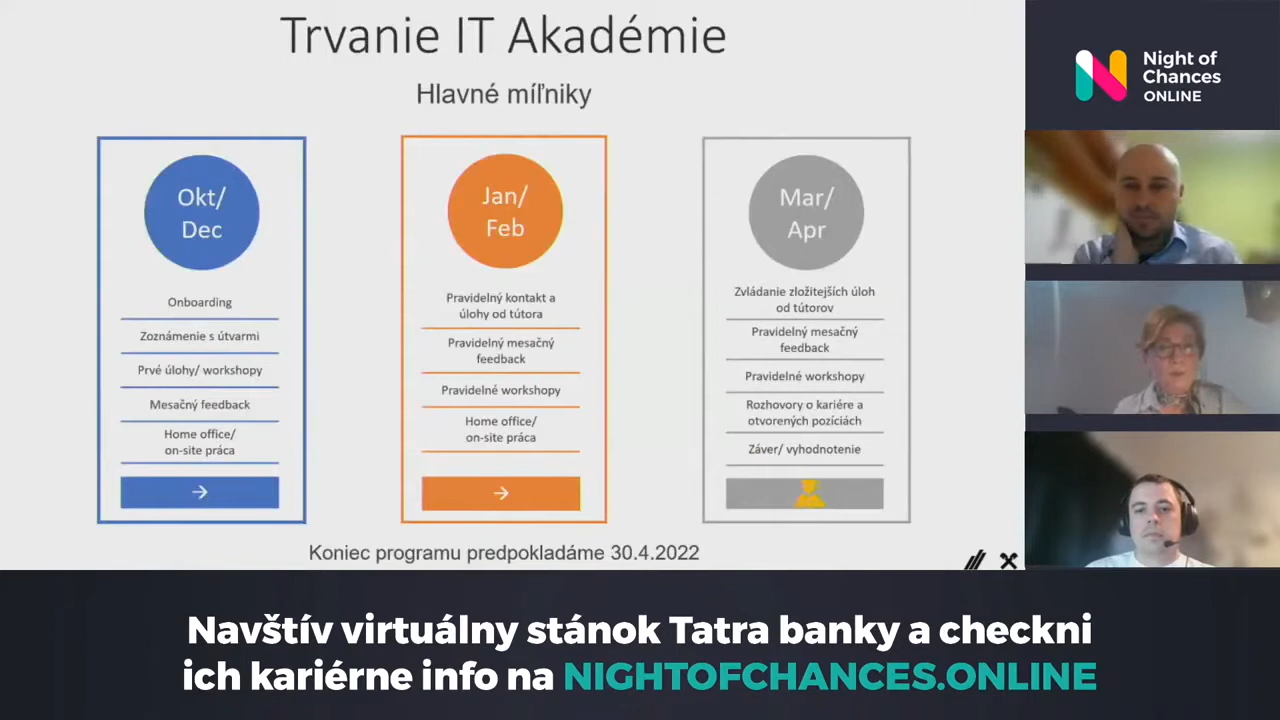 Trvanie IT Akadémie
Hlavné míľniky
Okt/
Dec
Onboarding
Zoznámenie s útvarmi
Prvé úlohy/ workshopy
Mesačný feedback
Home office/
on-site práca
Jan/
Feb
Pravidelný kontakt a
úlohy od tútora
Pravidelný mesačný
feedback
Pravidelné workshopy
Home office/
on-site práca
Mar/
Apr
Zvládanie zložitejších úloh
od tútorov
Pravidelný mesačný
feedback
Pravidelné workshopy
Rozhovory o kariére a
otvorených pozíciách
Záver/ vyhodnotenie
Koniec programu predpokladáme 30.4.2022
Night of
Chances
ONLINE
Navštív virtuálny stánok Tatra banky a checkni
ich kariérne info na NIGHTOFCHANCES.ONLINE